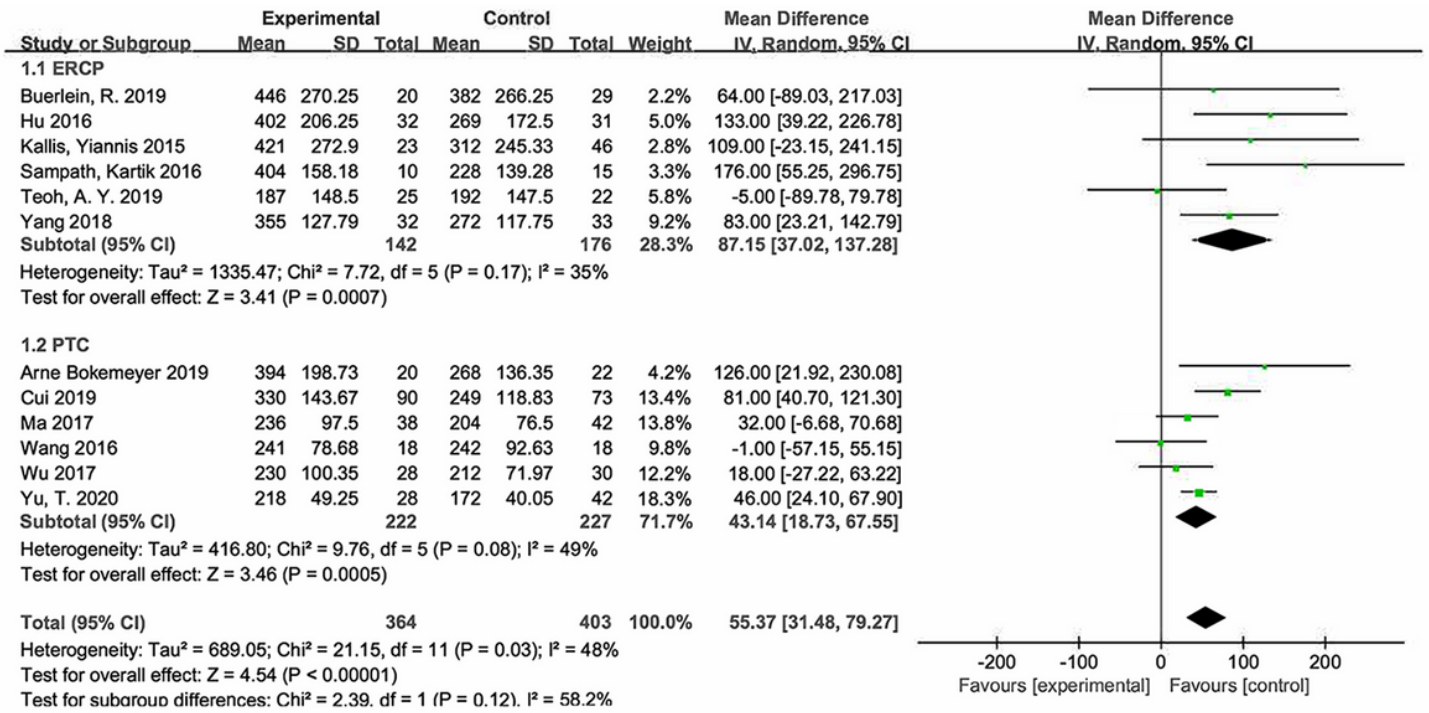 Experimental Control Mean Difference Mean Difference
Study or Subgroup Mean SD Total Mean SD Total Weight IV, Random, 95% CI IV, Random, 95% CI
1.1 ERCP
Buerlein, R. 2019 446 270.25 20 382 266.25 29 2.2% 64.00 [-89.03, 217.03]
Hu 2016 402 206.25 32 269 172.5 31 5.0% 133.00 [39.22, 226.78]
Kallis, Yiannis 2015 421 272.9 23 312 245.33 46 2.8% 109.00 [-23.15, 241.15]
Sampath, Kartik 2016 404 158.18 10 228 139.28 15 3.3% 176.00 [55.25, 296.75]
Teoh, A. Y. 2019 187 148.5 25 192 147.5 22 5.8% -5.00 [-89.78, 79.78]
Yang 2018 355 127.79 32 272 117.75 33 9.2% 83.00 [23.21, 142.79]
Subtotal (95% CI) 142 176 28.3% 87.15 [37.02, 137.28]
Heterogeneity: Tau² = 1335.47; Chi² = 7.72, df = 5 (P = 0.17); I² = 35%
Test for overall effect: Z = 3.41 (P = 0.0007)
1.2 PTC
Arne Bokemeyer 2019 394 198.73 20 268 136.35 22 4.2% 126.00 [21.92, 230.08]
Cui 2019 330 143.67 90 249 118.83 73 13.4% 81.00 [40.70, 121.30]
Ma 2017 236 97.5 38 204 76.5 42 13.8% 32.00 [-6.68, 70.68]
Wang 2016 241 78.68 18 242 92.63 18 9.8% -1.00 [-57.15, 55.15]
Wu 2017 230 100.35 28 212 71.97 30 12.2% 18.00 [-27.22, 63.22]
Yu, T. 2020 218 49.25 28 172 40.05 42 18.3% 46.00 [24.10, 67.90]
Subtotal (95% CI) 222 227 71.7% 43.14 [18.73, 67.55]
Heterogeneity: Tau² = 416.80; Chi² = 9.76, df = 5 (P = 0.08); I² = 49%
Test for overall effect: Z = 3.46 (P = 0.0005)
Total (95% CI) 364 403 100.0% 55.37 [31.48, 79.27]
Heterogeneity: Tau² = 689.05; Chi² = 21.15, df = 11 (P = 0.03); I² = 48%
Test for overall effect: Z = 4.54 (P < 0.00001)
Test for subgroup differences: Chi² = 2.39, df = 1 (P = 0.12), I² = 58.2%
-200 -100 0 100 200
Favours [experimental] Favours [control]